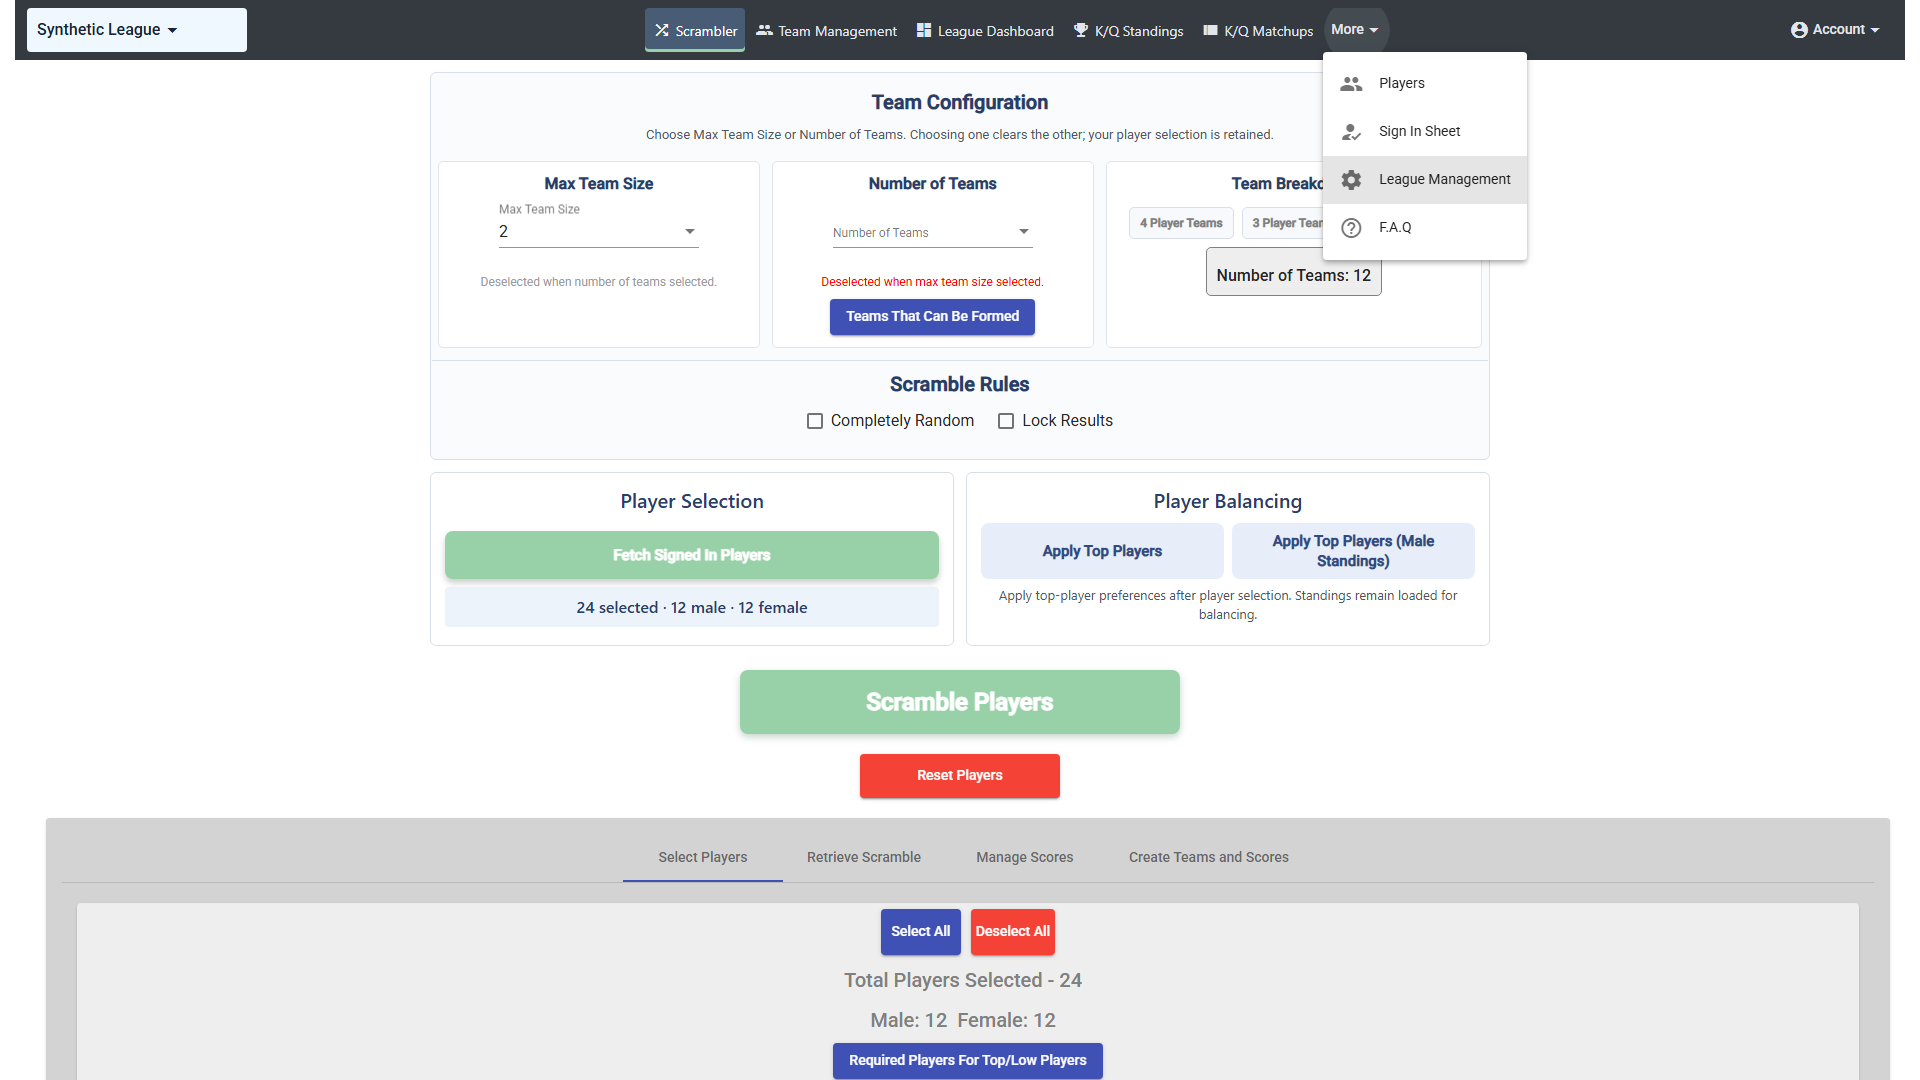 Synthetic League
Scrambler
Team Management
League Dashboard
K/Q Standings
K/Q Matchups
More
Account
Players
Sign In Sheet
League Management
F.A.Q
Team Configuration
Choose Max Team Size or Number of Teams. Choosing one clears the other; your player selection is retained.
Max Team Size
Max Team Size
2
Deselected when number of teams selected.
Number of Teams
Number of Teams
Deselected when max team size selected.
Teams That Can Be Formed
Team
4 Player Teams
3 Player
Number of Teams: 12
Scramble Rules
Completely Random
Lock Results
Player Selection
Fetch Signed In Players
24 selected · 12 male · 12 female
Player Balancing
Apply Top Players
Apply Top Players (Male
Standings)
Apply top-player preferences after player selection. Standings remain loaded for
balancing.
Scramble Players
Reset Players
Select Players
Retrieve Scramble
Manage Scores
Create Teams and Scores
Select All
Deselect All
Total Players Selected - 24
Male: 12 Female: 12
Required Players For Top/Low Players